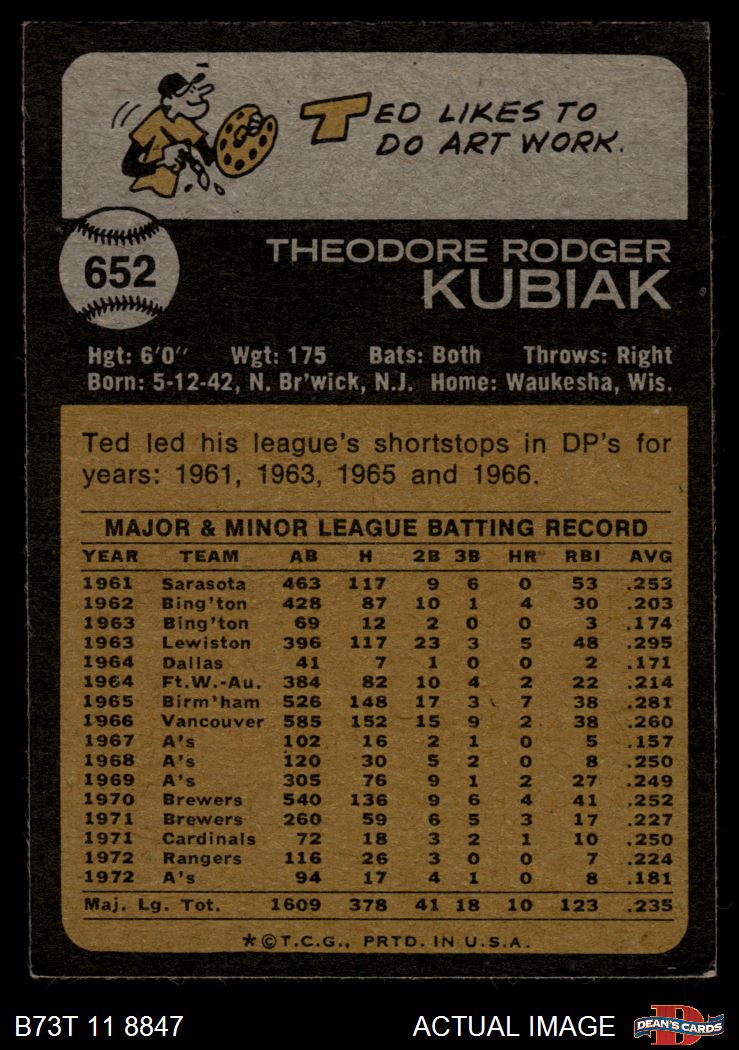 TED LIKES TO
DO ART WORK.
652
THEODORE RODGER
KUBIAK
Hgt: 6'0" Wgt: 175 Bats: Both Throws: Right
Born: 5-12-42, N. Br'wick, N.J. Home: Waukesha, Wis.
Ted led his league's shortstops in DP's for
years: 1961, 1963, 1965 and 1966.
MAJOR & MINOR LEAGUE BATTING RECORD
YEAR TEAM AB H 2B 3B HR RBI AVG
1961 Sarasota 463 117 9 6 0 53 .253
1962 Bing'ton 428 87 10 1 4 30 .203
1963 Bing'ton 69 12 2 0 0 3 .174
1963 Lewiston 396 117 23 3 5 48 .295
1964 Dallas 41 7 1 0 0 2 .171
1964 Ft.W.-Au. 384 82 10 4 2 22 .214
1965 Birm'ham 526 148 17 3 7 38 .281
1966 Vancouver 585 152 15 9 2 38 .260
1967 A's 102 16 2 1 0 5 .157
1968 A's 120 30 5 2 0 8 .250
1969 A's 305 76 9 1 2 27 .249
1970 Brewers 540 136 9 6 4 41 .252
1971 Brewers 260 59 6 5 3 17 .227
1971 Cardinals 72 18 3 2 1 10 .250
1972 Rangers 116 26 3 0 0 7 .224
1972 A's 94 17 4 1 0 8 .181
Maj. Lg. Tot. 1609 378 41 18 10 123 .235
*©T.C.G., PRTD. IN U.S.A.
B73T 11 8847 ACTUAL IMAGE D DEAN'S CARDS